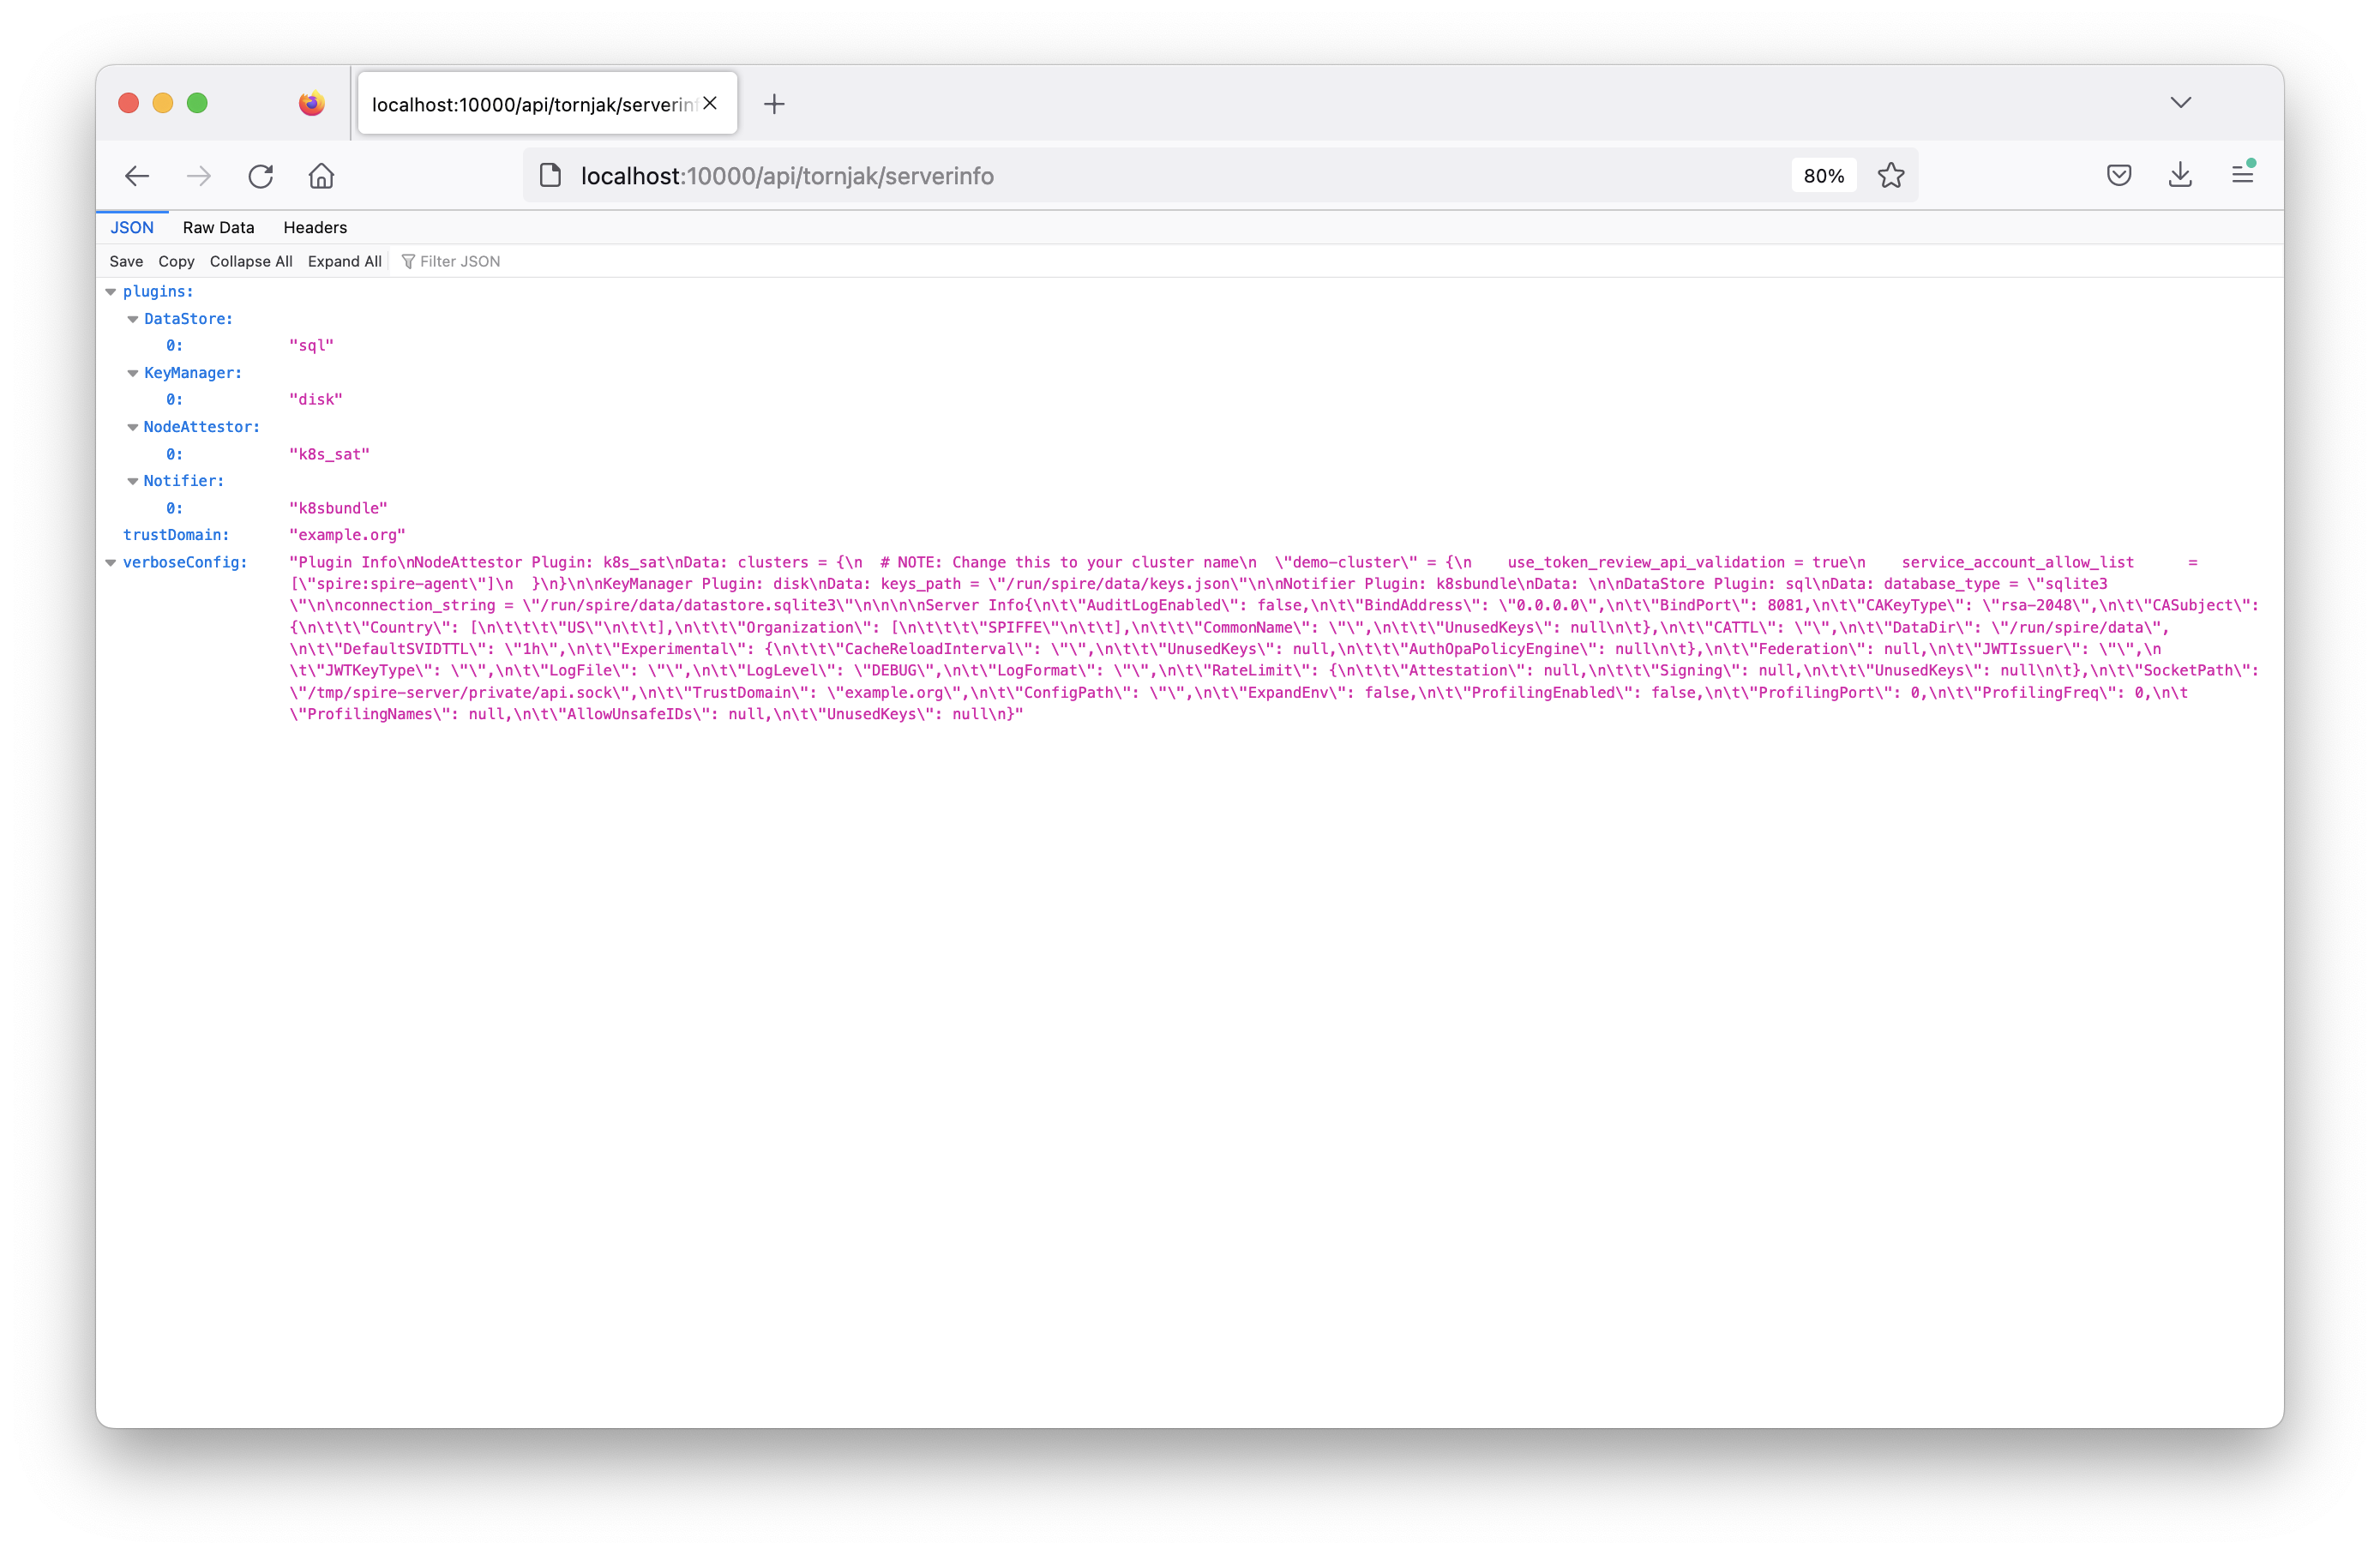 localhost:10000/api/tornjak/serverin
localhost:10000/api/tornjak/serverinfo
80%
JSON Raw Data Headers
Save Copy Collapse All Expand All Filter JSON
plugins:
DataStore:
0: "sql"
KeyManager:
0: "disk"
NodeAttestor:
0: "k8s_sat"
Notifier:
0: "k8sbundle"
trustDomain: "example.org"
verboseConfig: "Plugin Info\nNodeAttestor Plugin: k8s_sat\nData: clusters = {\n  # NOTE: Change this to your cluster name\n  \"demo-cluster\" = {\n    use_token_review_api_validation = true\n    service_account_allow_list      =
[\"spire:spire-agent\"]\n  }\n}\n\nKeyManager Plugin: disk\nData: keys_path = \"/run/spire/data/keys.json\"\n\nNotifier Plugin: k8sbundle\nData: \n\nDataStore Plugin: sql\nData: database_type = \"sqlite3
\"\n\nconnection_string = \"/run/spire/data/datastore.sqlite3\"\n\n\n\nServer Info{\n\t\"AuditLogEnabled\": false,\n\t\"BindAddress\": \"0.0.0.0\",\n\t\"BindPort\": 8081,\n\t\"CAKeyType\": \"rsa-2048\",\n\t\"CASubject\":
{\n\t\t\"Country\": [\n\t\t\t\"US\"\n\t\t],\n\t\t\"Organization\": [\n\t\t\t\"SPIFFE\"\n\t\t],\n\t\t\"CommonName\": \"\",\n\t\t\"UnusedKeys\": null\n\t},\n\t\"CATTL\": \"\",\n\t\"DataDir\": \"/run/spire/data\",
\n\t\"DefaultSVIDTTL\": \"1h\",\n\t\"Experimental\": {\n\t\t\"CacheReloadInterval\": \"\",\n\t\t\"UnusedKeys\": null,\n\t\t\"AuthOpaPolicyEngine\": null\n\t},\n\t\"Federation\": null,\n\t\"JWTIssuer\": \"\",\n
\t\"JWTKeyType\": \"\",\n\t\"LogFile\": \"\",\n\t\"LogLevel\": \"DEBUG\",\n\t\"LogFormat\": \"\",\n\t\"RateLimit\": {\n\t\t\"Attestation\": null,\n\t\t\"Signing\": null,\n\t\t\"UnusedKeys\": null\n\t},\n\t\"SocketPath\":
\"/tmp/spire-server/private/api.sock\",\n\t\"TrustDomain\": \"example.org\",\n\t\"ConfigPath\": \"\",\n\t\"ExpandEnv\": false,\n\t\"ProfilingEnabled\": false,\n\t\"ProfilingPort\": 0,\n\t\"ProfilingFreq\": 0,\n\t
\"ProfilingNames\": null,\n\t\"AllowUnsafeIDs\": null,\n\t\"UnusedKeys\": null\n}"